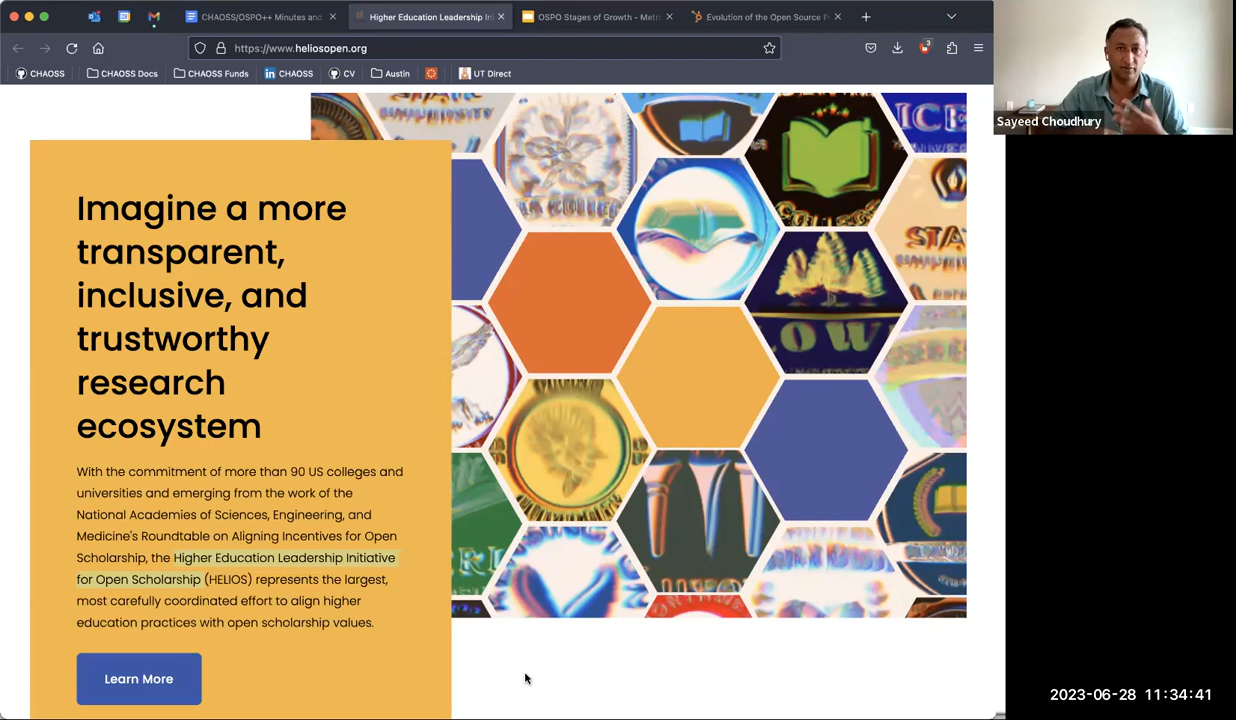 CHAOSS/OSPO++ Minutes and
Higher Education Leadership In
OSPO Stages of Growth - Metr
Evolution of the Open Source P
https://www.heliosopen.org
3
CHAOSS
CHAOSS Docs
CHAOSS Funds
CHAOSS
CV
Austin
UT Direct
Sayeed Choudhury
Imagine a more
transparent,
inclusive, and
trustworthy
research
ecosystem
With the commitment of more than 90 US colleges and
universities and emerging from the work of the
National Academies of Sciences, Engineering, and
Medicine's Roundtable on Aligning Incentives for Open
Scholarship, the Higher Education Leadership Initiative
for Open Scholarship (HELIOS) represents the largest,
most carefully coordinated effort to align higher
education practices with open scholarship values.
Learn More
ICE
STA
LOW
2023-06-28 11:34:41